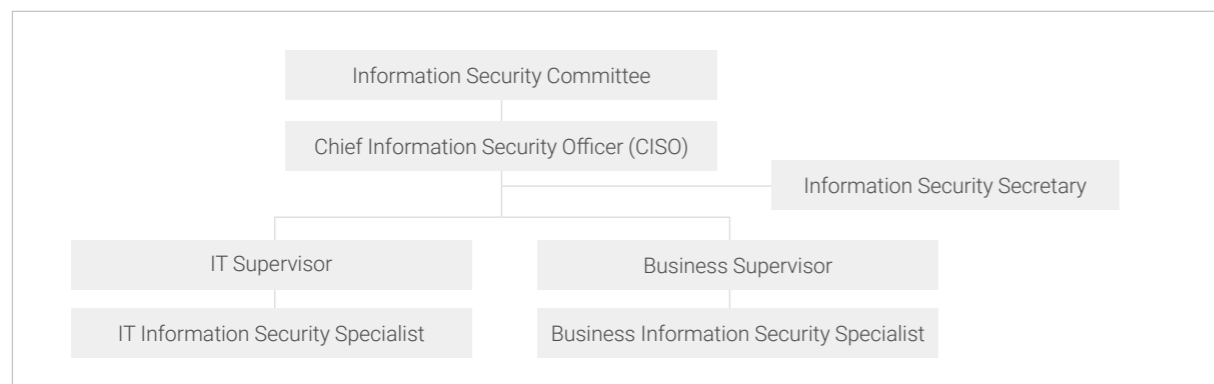 Information Security Committee
Chief Information Security Officer (CISO)
Information Security Secretary
IT Supervisor
Business Supervisor
IT Information Security Specialist
Business Information Security Specialist